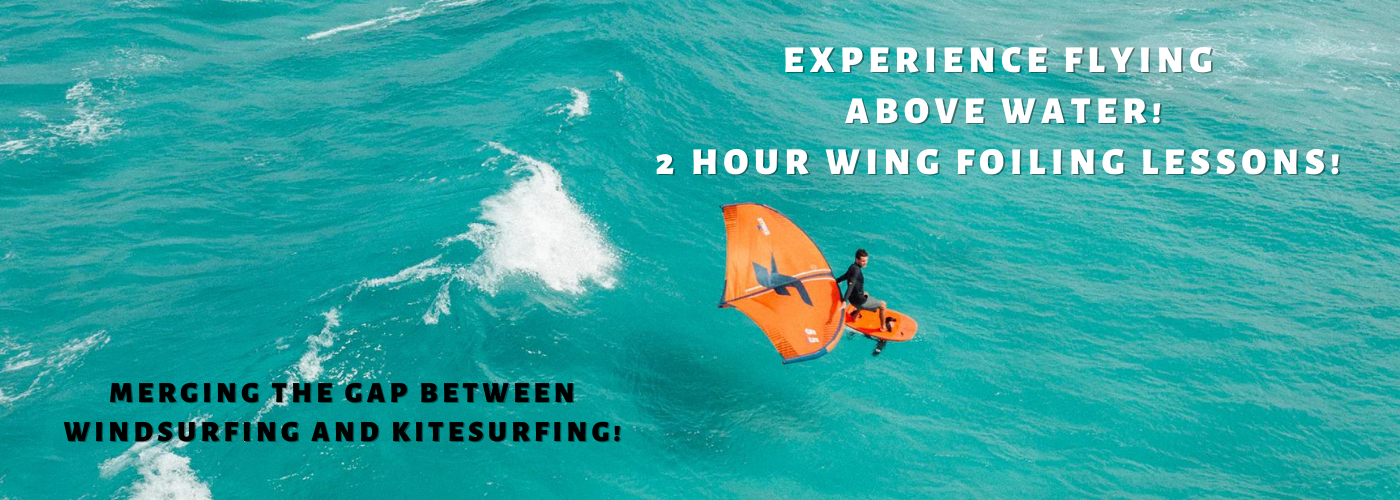 EXPERIENCE FLYING
ABOVE WATER!
2 HOUR WING FOILING LESSONS!
MERGING THE GAP BETWEEN
WINDSURFING AND KITESURFING!